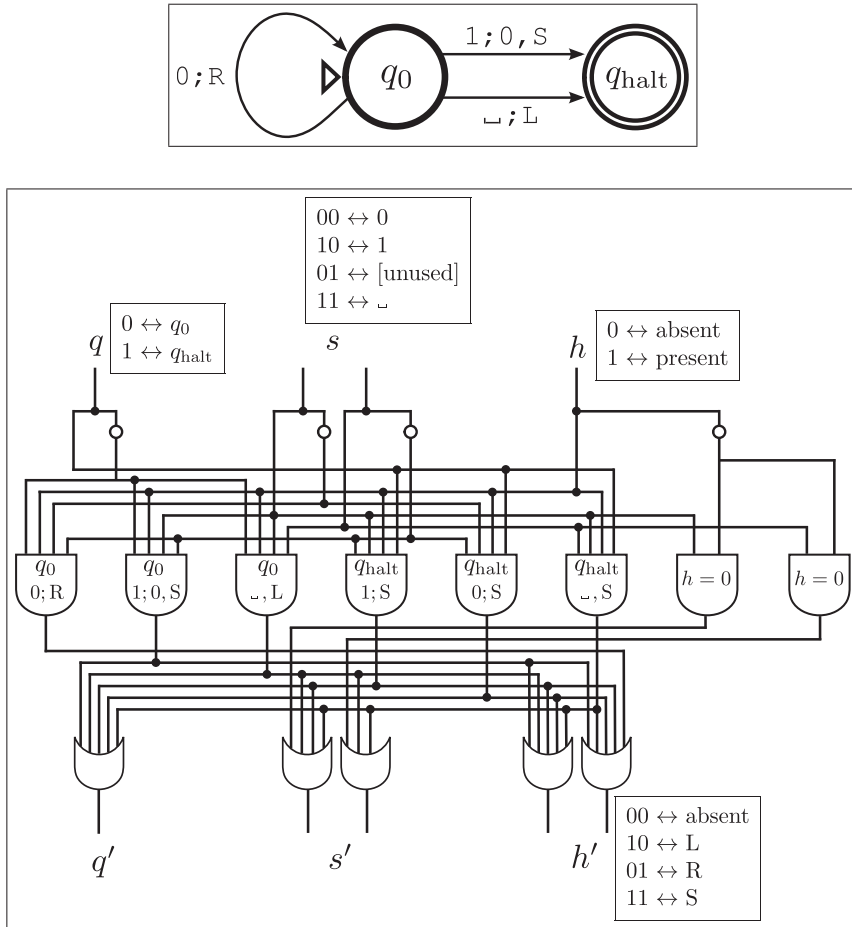 0;R
q0
1;0,S
␣;L
qhalt
00 ↔ 0
10 ↔ 1
01 ↔ [unused]
11 ↔ ␣
q
0 ↔ q0
1 ↔ qhalt
s
h
0 ↔ absent
1 ↔ present
q0
0;R
q0
1;0,S
q0
␣,L
qhalt
1;S
qhalt
0;S
qhalt
␣,S
h = 0
h = 0
q′
s′
h′
00 ↔ absent
10 ↔ L
01 ↔ R
11 ↔ S